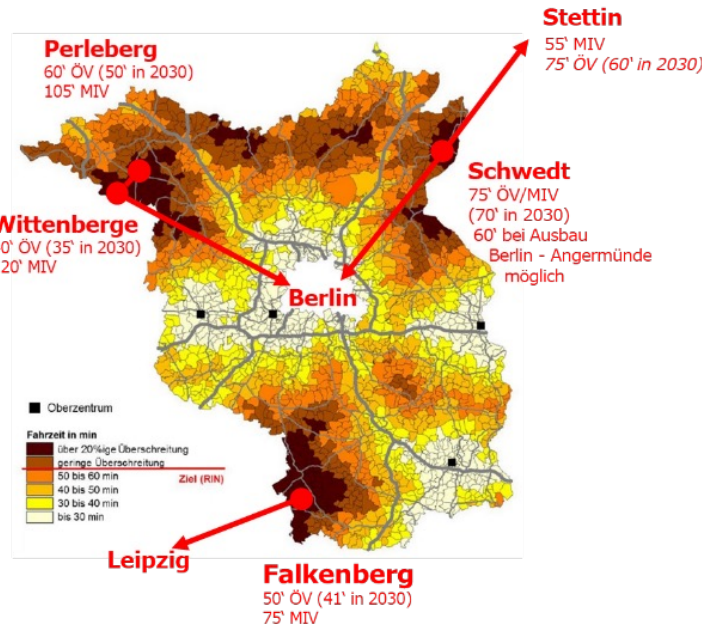 Stettin
55' MIV
75' ÖV (60' in 2030)
Perleberg
60' ÖV (50' in 2030)
105' MIV
Schwedt
75' ÖV/MIV
(70' in 2030)
60' bei Ausbau
Berlin - Angermünde
möglich
Wittenberge
0' ÖV (35' in 2030)
20' MIV
Berlin
Oberzentrum
Fahrzeit in min
über 20%ige Überschreitung
geringe Überschreitung
Ziel (RIN)
50 bis 60 min
40 bis 50 min
30 bis 40 min
bis 30 min
Leipzig
Falkenberg
50' ÖV (41' in 2030)
75' MIV